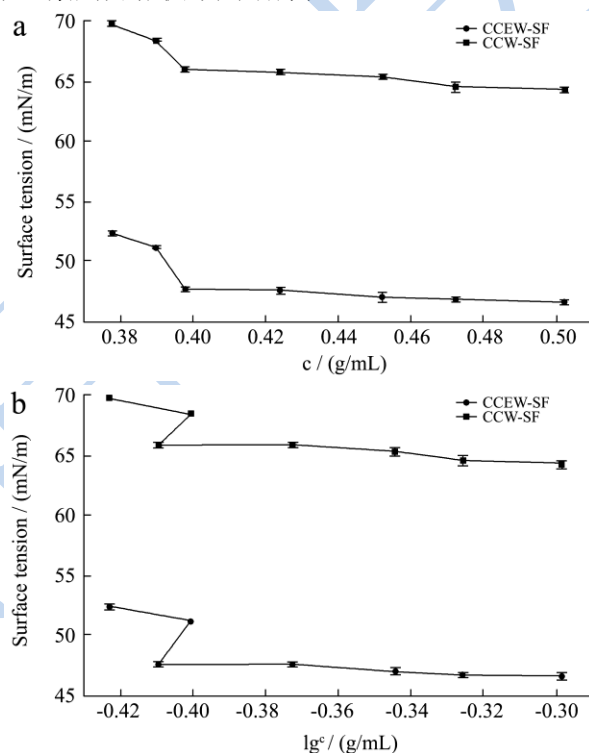 a
CCEW-SF
CCW-SF
Surface tension / (mN/m)
70
65
60
55
50
45
0.38 0.40 0.42 0.44 0.46 0.48 0.50
c / (g/mL)
b
CCEW-SF
CCW-SF
Surface tension / (mN/m)
70
65
60
55
50
45
-0.42 -0.40 -0.38 -0.36 -0.34 -0.32 -0.30
lgᶜ / (g/mL)